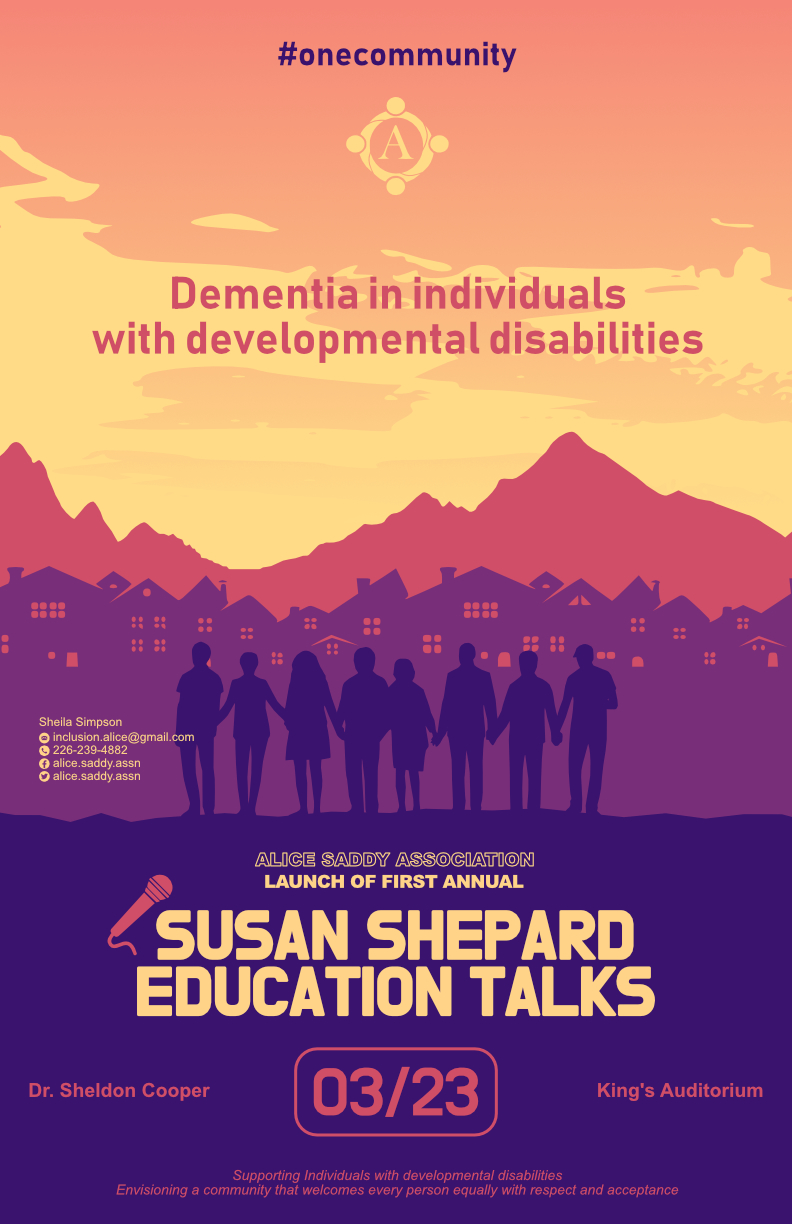 #onecommunity
A
Dementia in individuals
with developmental disabilities
Sheila Simpson
inclusion.alice@gmail.com
226-239-4882
alice.saddy.assn
alice.saddy.assn
ALICE SADDY ASSOCIATION
LAUNCH OF FIRST ANNUAL
SUSAN SHEPARD
EDUCATION TALKS
Dr. Sheldon Cooper
03/23
King's Auditorium
Supporting Individuals with developmental disabilities
Envisioning a community that welcomes every person equally with respect and acceptance